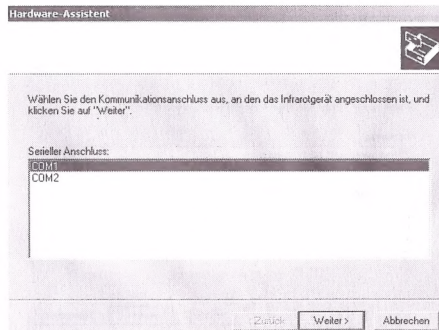 Hardware-Assistent
Wählen Sie den Kommunikationsanschluss aus, an den das Infrarotgerät angeschlossen ist, und
klicken Sie auf "Weiter".
Serieller Anschluss:
COM1
COM2
Zurück Weiter > Abbrechen